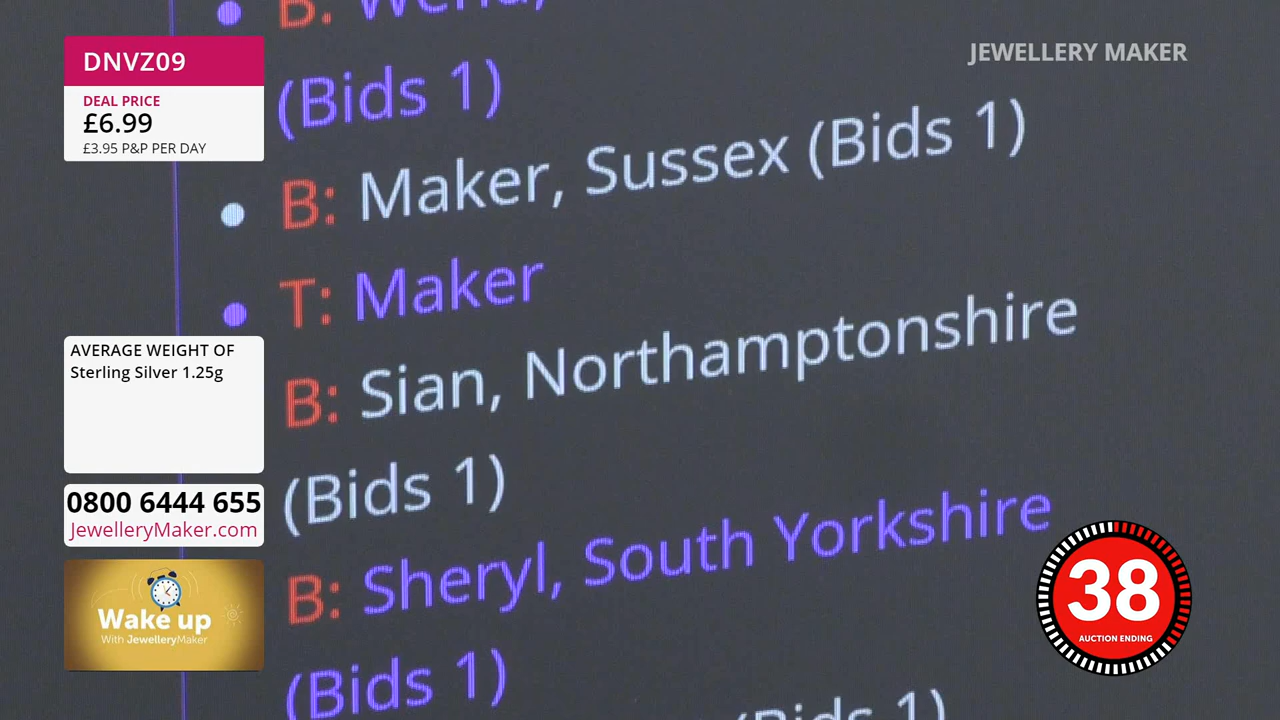 DNVZ09
DEAL PRICE
£6.99
£3.95 P&P PER DAY
JEWELLERY MAKER
B:
(Bids 1)
B: Maker, Sussex (Bids 1)
T: Maker
B: Sian, Northamptonshire
(Bids 1)
B: Sheryl, South Yorkshire
(Bids 1)
(Bids 1)
AVERAGE WEIGHT OF
Sterling Silver 1.25g
0800 6444 655
JewelleryMaker.com
Wake up
With JewelleryMaker
38
AUCTION ENDING